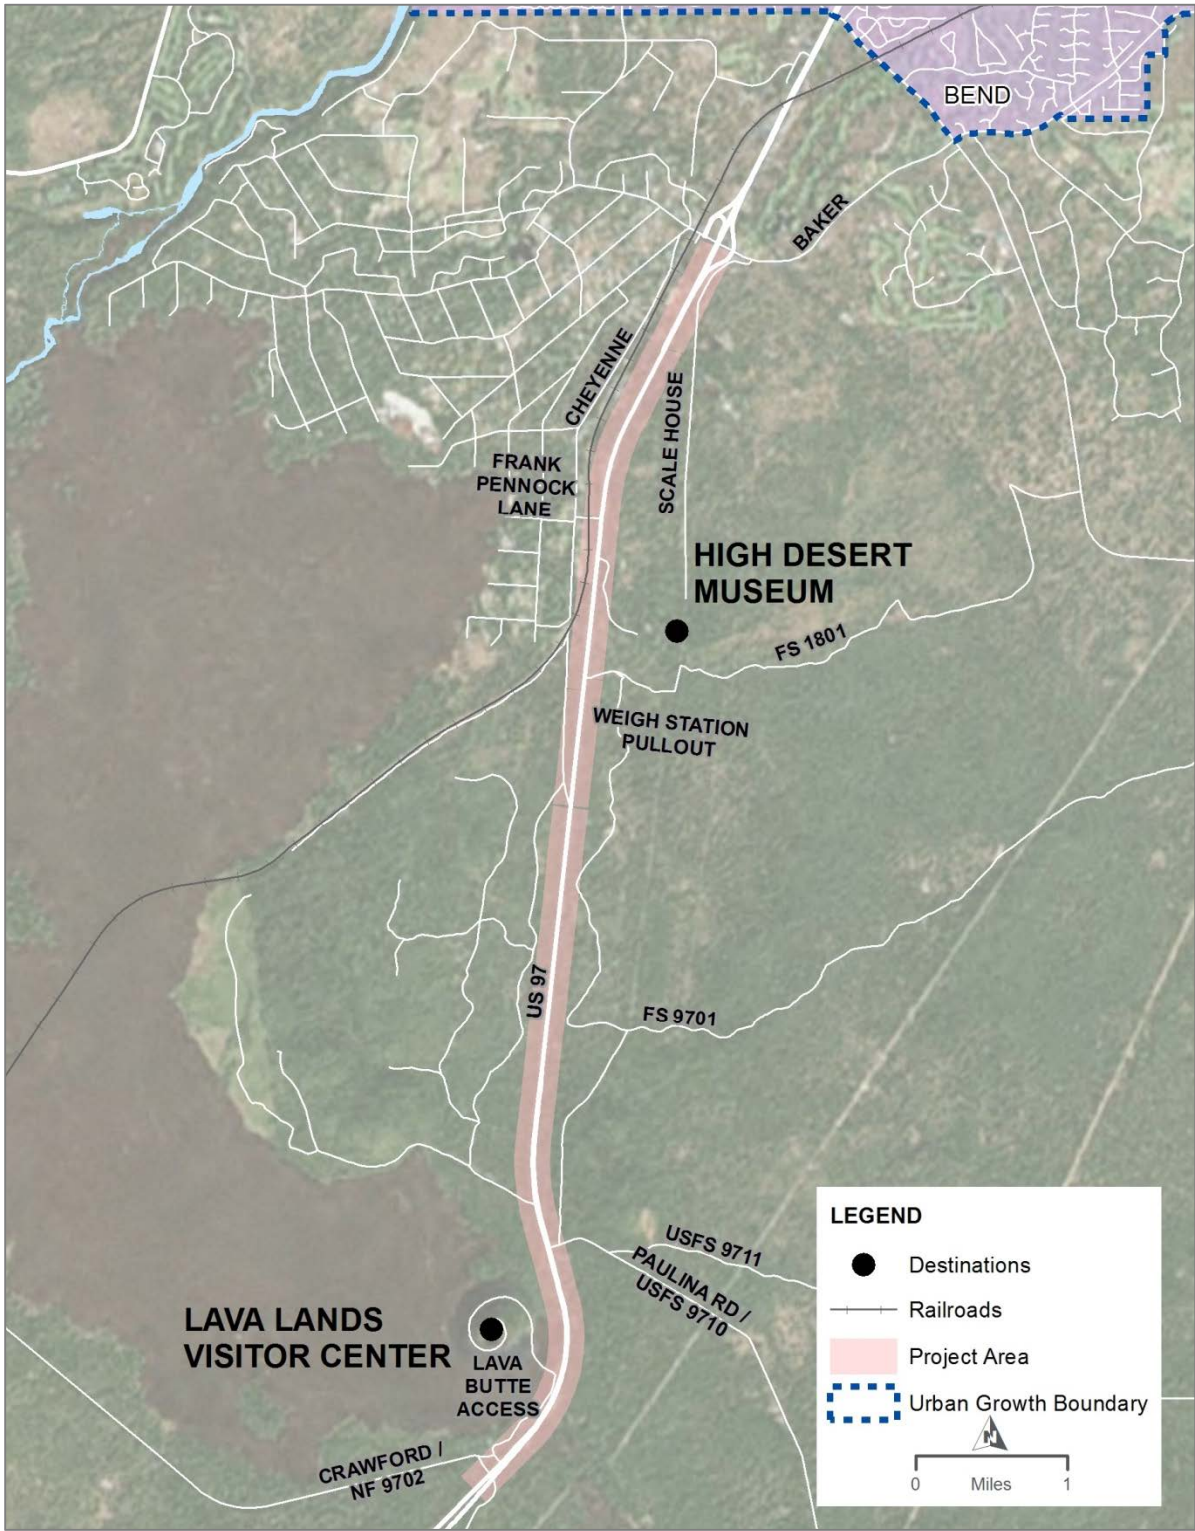 BEND
BAKER
CHEYENNE
SCALE HOUSE
FRANK
PENNOCK
LANE
HIGH DESERT
MUSEUM
FS 1801
WEIGH STATION
PULLOUT
US 97
FS 9701
USFS 9711
PAULINA RD /
USFS 9710
LAVA LANDS
VISITOR CENTER
LAVA
BUTTE
ACCESS
CRAWFORD /
NF 9702
LEGEND
Destinations
Railroads
Project Area
Urban Growth Boundary
N
0 Miles 1